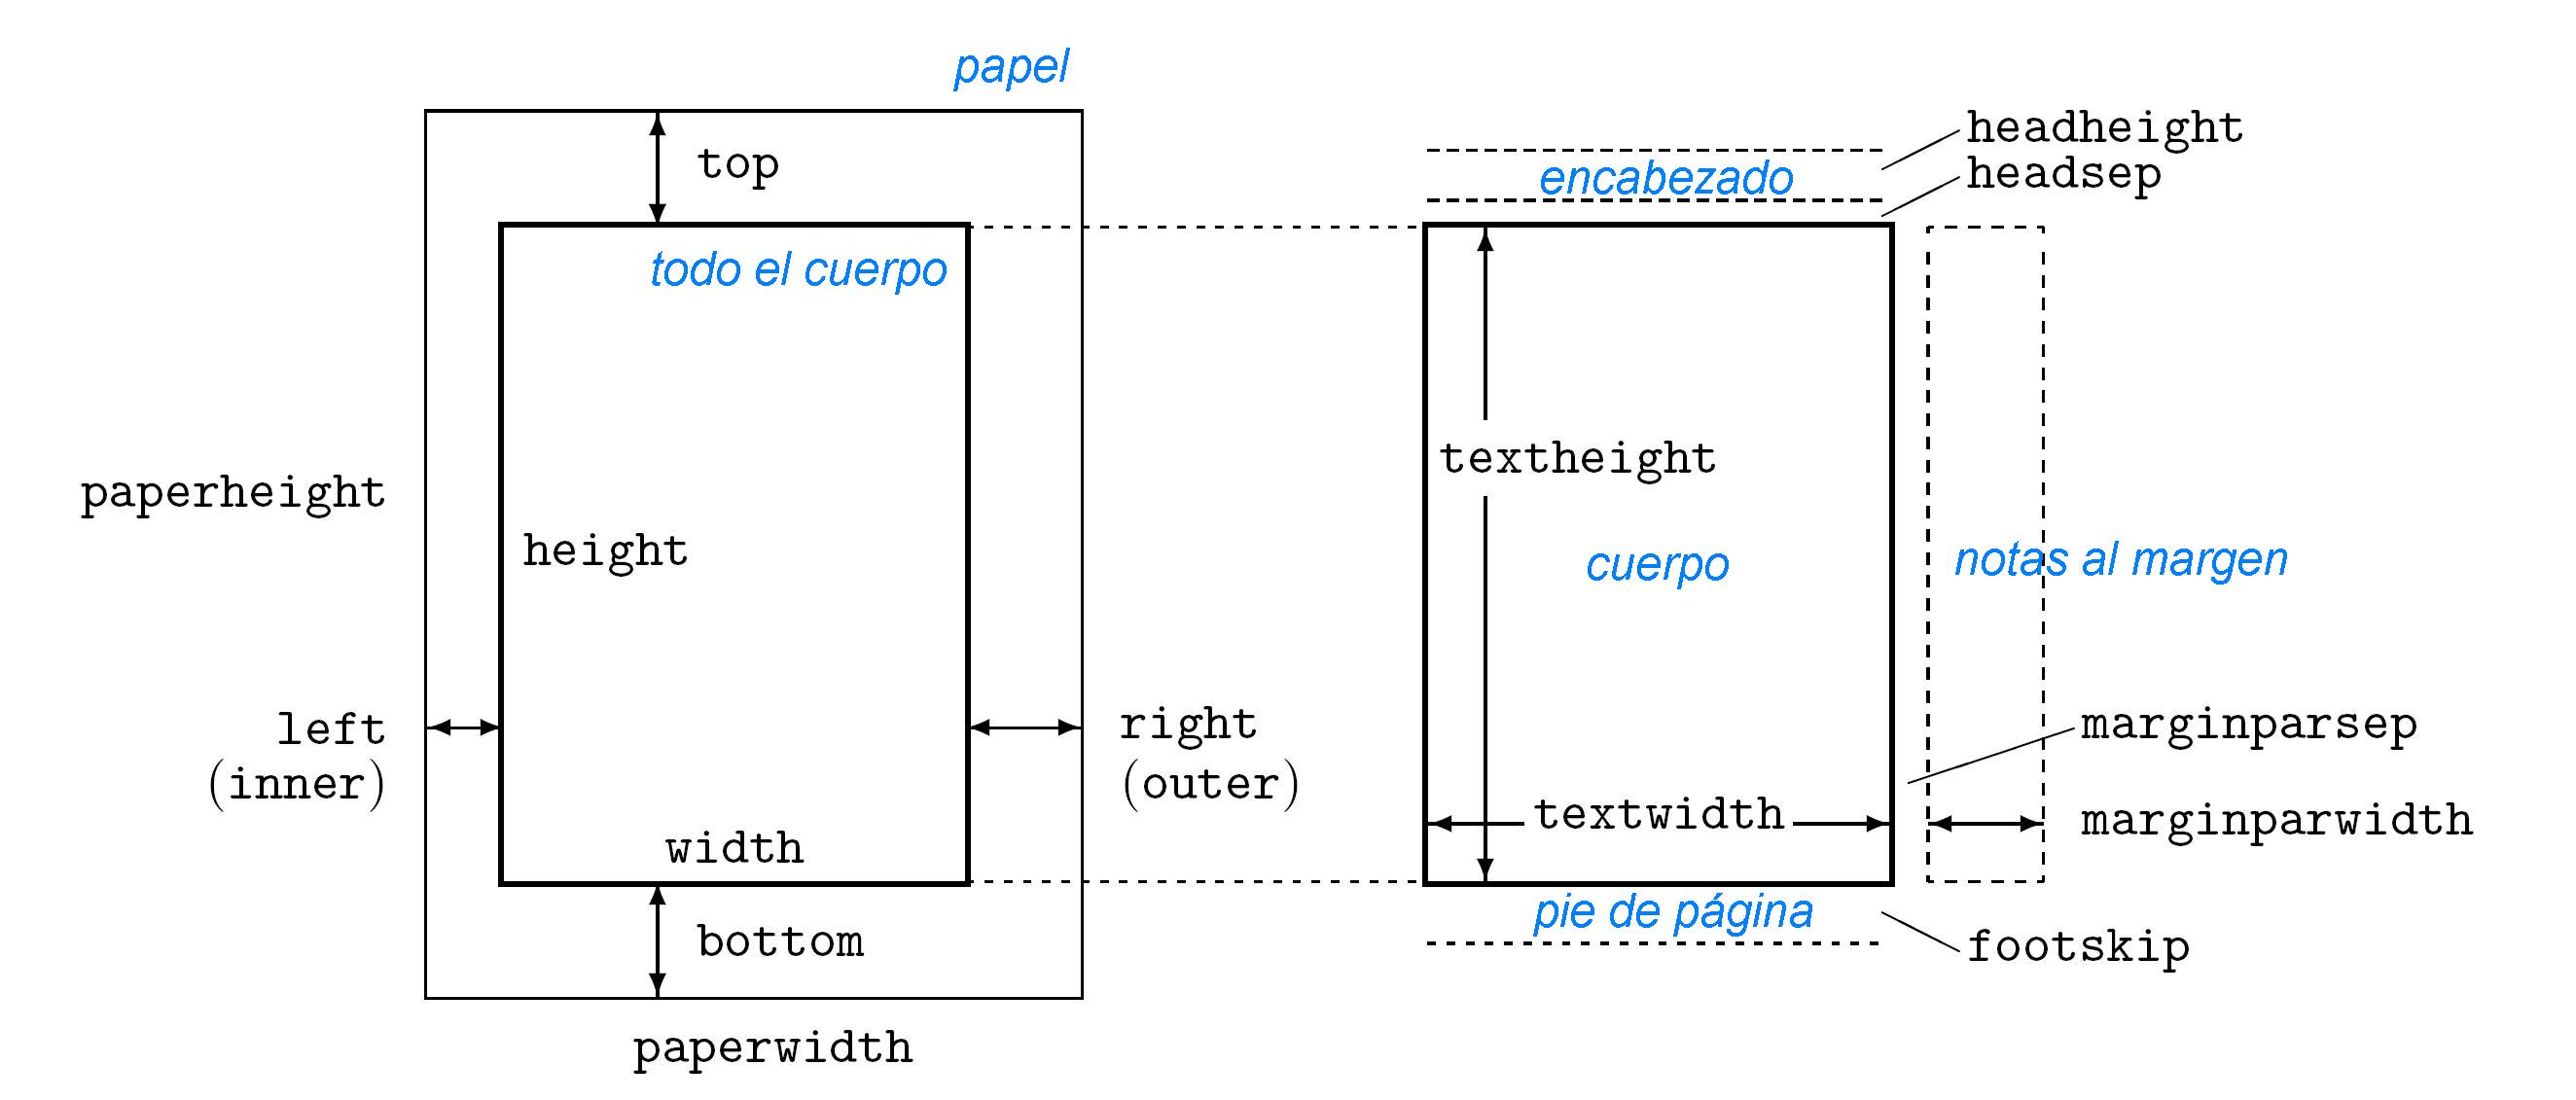 papel
top
todo el cuerpo
paperheight
height
left
(inner)
right
(outer)
width
bottom
paperwidth
headheight
encabezado
headsep
textheight
cuerpo
notas al margen
marginparsep
textwidth
marginparwidth
pie de página
footskip